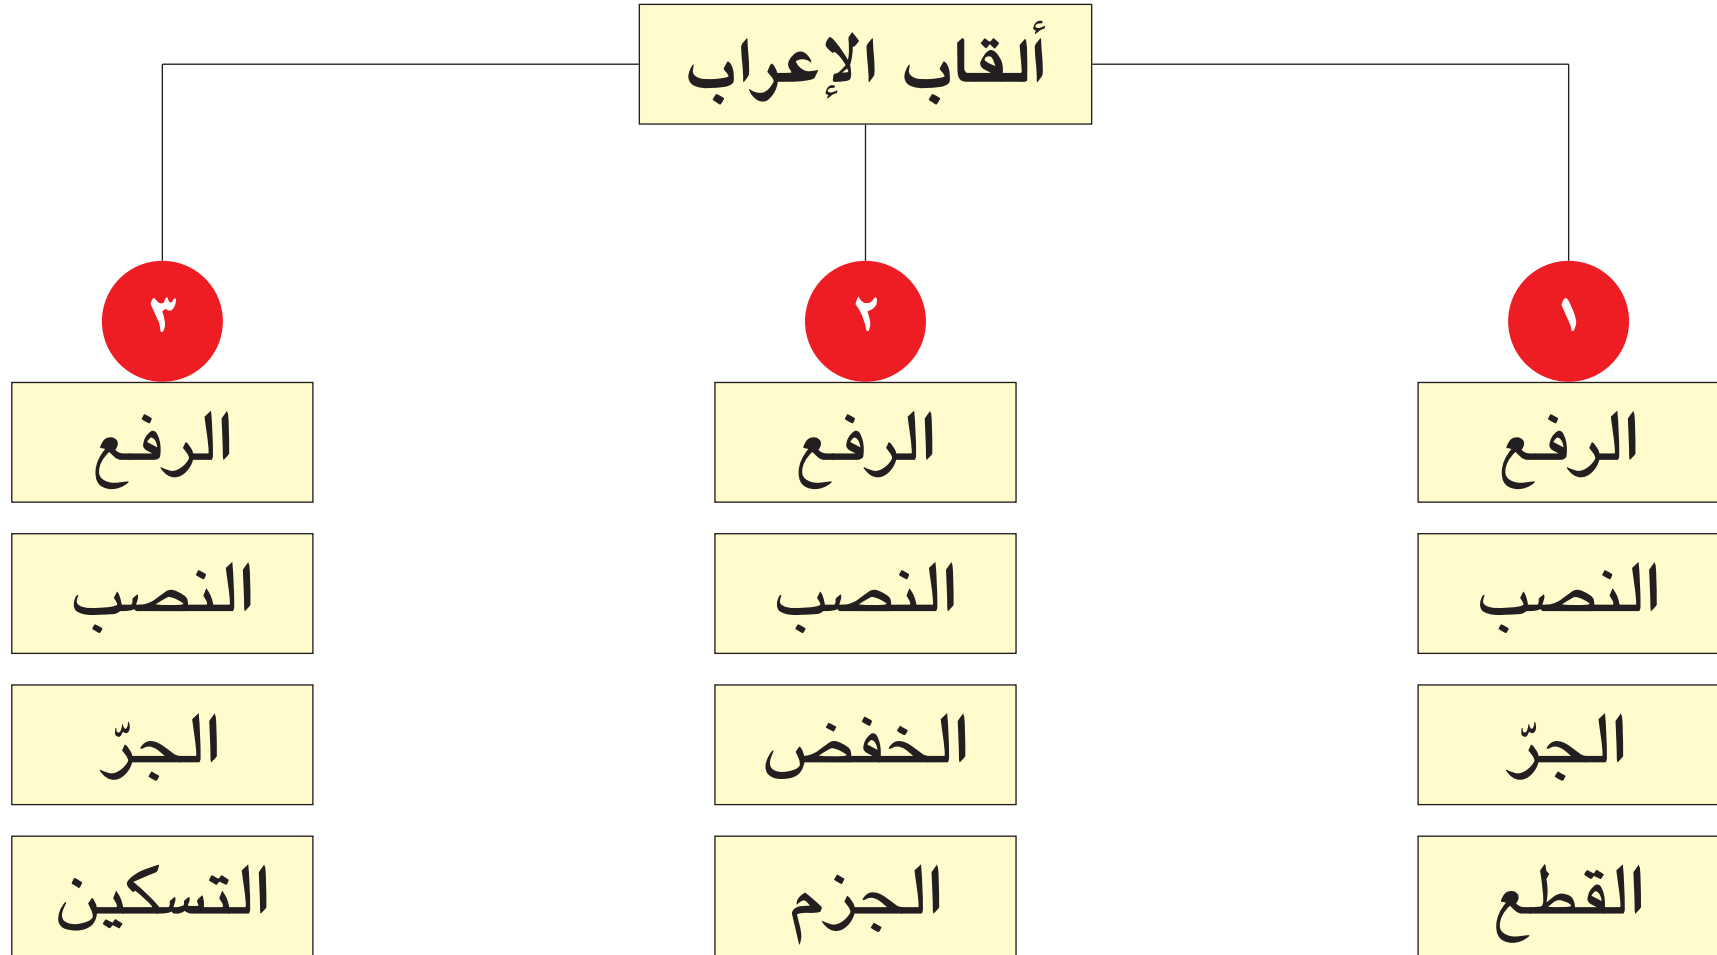 ألقاب الإعراب
١
الرفع
النصب
الجرّ
القطع
٢
الرفع
النصب
الخفض
الجزم
٣
الرفع
النصب
الجرّ
التسكين